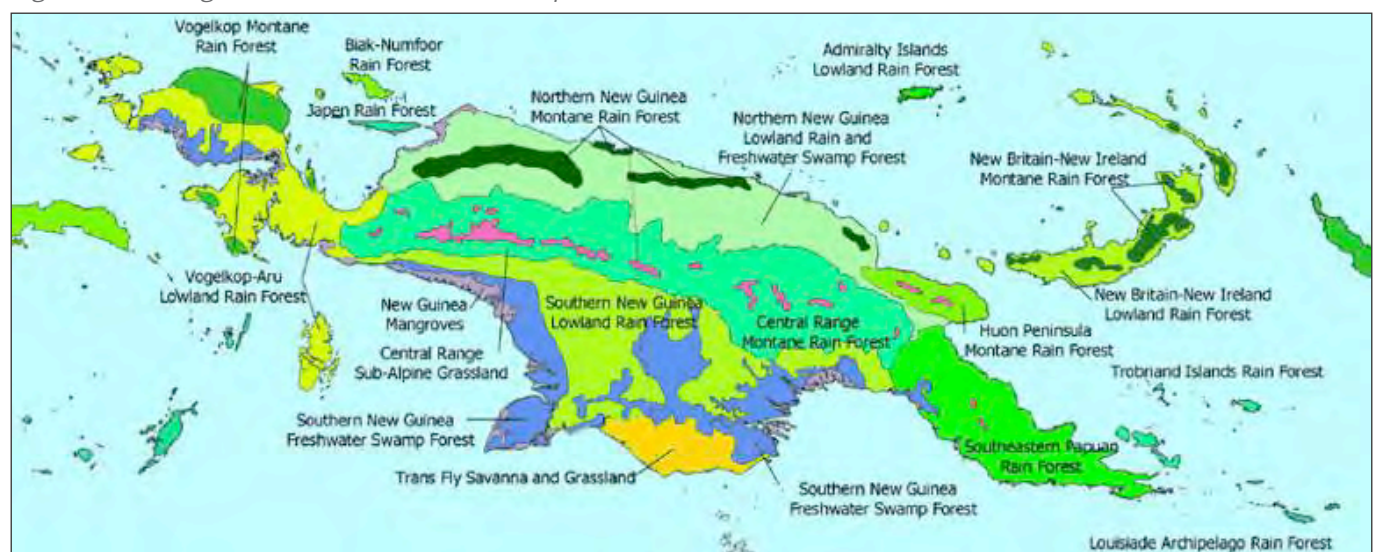 Vogelkop Montane
Rain Forest
Biak-Numfoor
Rain Forest
Japen Rain Forest
Northern New Guinea
Montane Rain Forest
Admiralty Islands
Lowland Rain Forest
Northern New Guinea
Lowland Rain and
Freshwater Swamp Forest
New Britain-New Ireland
Montane Rain Forest
Vogelkop-Aru
Lowland Rain Forest
New Guinea
Mangroves
Southern New Guinea
Lowland Rain Forest
Central Range
Montane Rain Forest
New Britain-New Ireland
Lowland Rain Forest
Huon Peninsula
Montane Rain Forest
Central Range
Sub-Alpine Grassland
Trobriand Islands Rain Forest
Southern New Guinea
Freshwater Swamp Forest
Southeastern Papuan
Rain Forest
Trans Fly Savanna and Grassland
Southern New Guinea
Freshwater Swamp Forest
Louisiade Archipelago Rain Forest